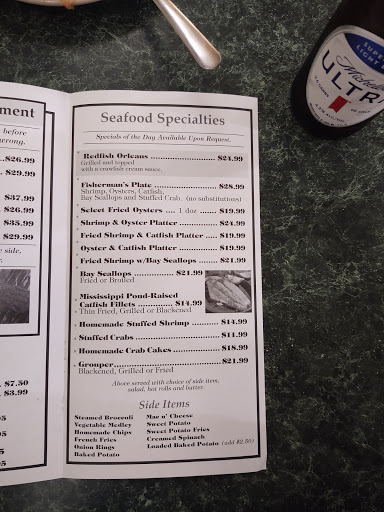 ment
before
wrong.
$26.99
$29.99
$37.99
$26.99
$35.99
$29.99
side,
$7.50
$3.99
Seafood Specialties
Specials of the Day Available Upon Request.
Redfish Orleans $24.99
Grilled and topped
with a crawfish cream sauce.
Fisherman's Plate $28.99
Shrimp, Oysters, Catfish,
Bay Scallops and Stuffed Crab. (no substitutions)
Select Fried Oysters .... 1 doz $19.99
Shrimp & Oyster Platter $24.99
Fried Shrimp & Catfish Platter $19.99
Oyster & Catfish Platter $19.99
Fried Shrimp w/Bay Scallops $21.99
Bay Scallops $21.99
Fried or Broiled
Mississippi Pond-Raised
Catfish Fillets $14.99
Thin Fried, Grilled or Blackened
Homemade Stuffed Shrimp $14.99
Stuffed Crabs $11.99
Homemade Crab Cakes $18.99
Grouper $21.99
Blackened, Grilled or Fried
Above served with choice of side item,
salad, hot rolls and butter.
Side Items
Steamed Broccoli
Vegetable Medley
Homemade Chips
French Fries
Onion Rings
Baked Potato
Mac n' Cheese
Sweet Potato
Sweet Potato Fries
Creamed Spinach
Loaded Baked Potato (add $2.50)
SUPERIOR
LIGHT
Michelob
ULTRA